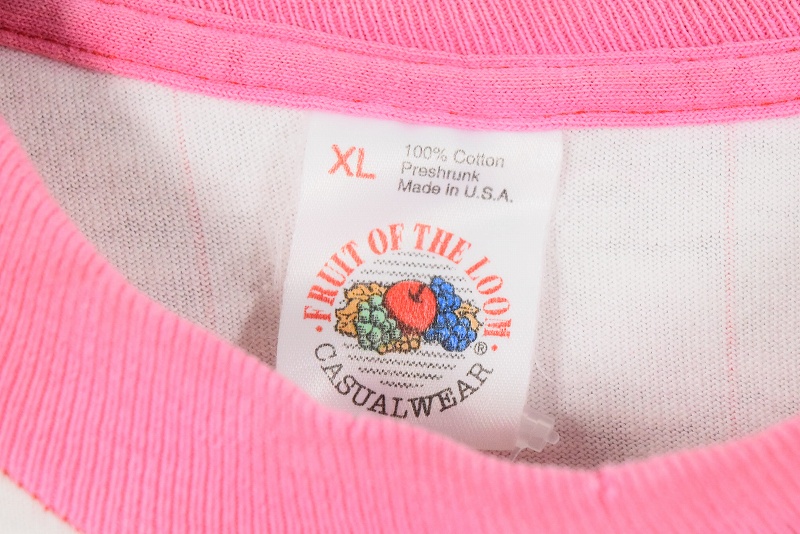 XL
100% Cotton
Preshrunk
Made in U.S.A.
• FRUIT OF THE LOOM •
®
CASUALWEAR